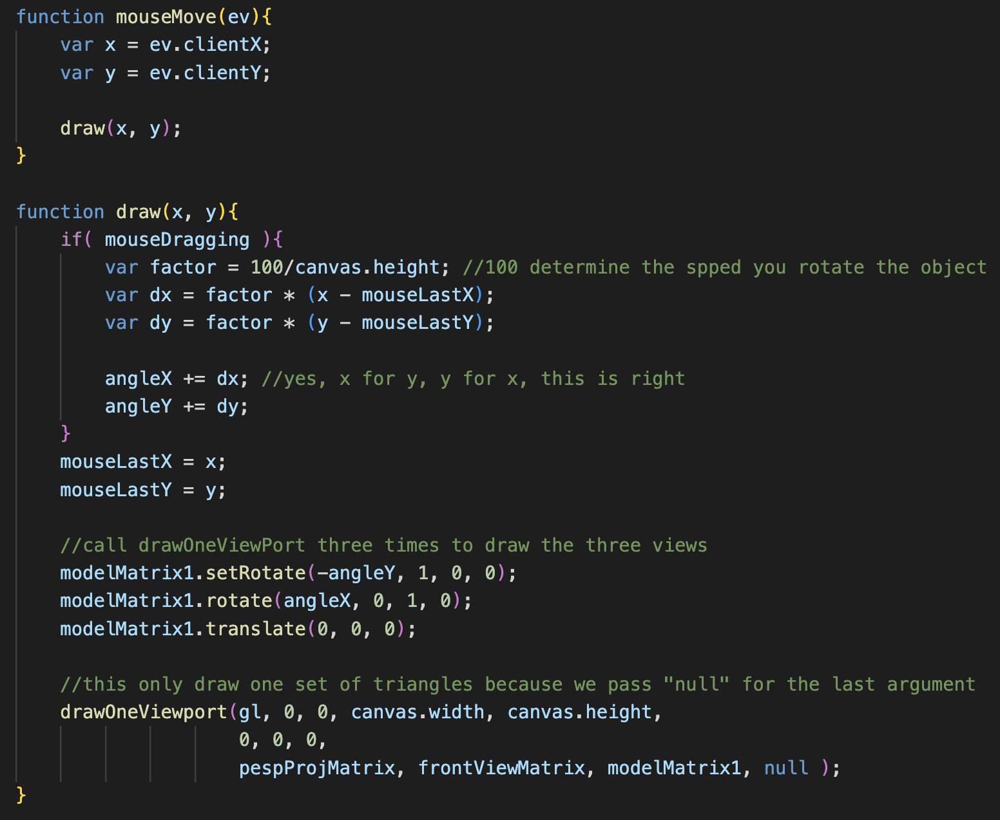 function mouseMove(ev){
    var x = ev.clientX;
    var y = ev.clientY;

    draw(x, y);
}

function draw(x, y){
    if( mouseDragging ){
        var factor = 100/canvas.height; //100 determine the spped you rotate the object
        var dx = factor * (x - mouseLastX);
        var dy = factor * (y - mouseLastY);

        angleX += dx; //yes, x for y, y for x, this is right
        angleY += dy;
    }
    mouseLastX = x;
    mouseLastY = y;

    //call drawOneViewPort three times to draw the three views
    modelMatrix1.setRotate(-angleY, 1, 0, 0);
    modelMatrix1.rotate(angleX, 0, 1, 0);
    modelMatrix1.translate(0, 0, 0);

    //this only draw one set of triangles because we pass "null" for the last argument
    drawOneViewport(gl, 0, 0, canvas.width, canvas.height,
                    0, 0, 0,
                    pespProjMatrix, frontViewMatrix, modelMatrix1, null );
}